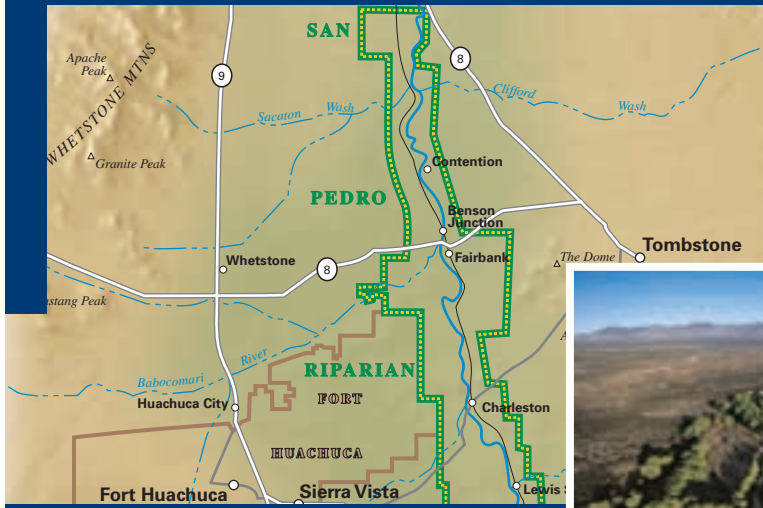 SAN
Apache
Peak
WHETSTONE MTNS
9
8
Clifford
Wash
Sacaton
Wash
Granite Peak
Contention
PEDRO
Benson
Junction
Whetstone
8
Fairbank
The Dome
Tombstone
stang Peak
River
Babocomari
RIPARIAN
FORT
Huachuca City
Charleston
HUACHUCA
Fort Huachuca
Sierra Vista
Lewis S